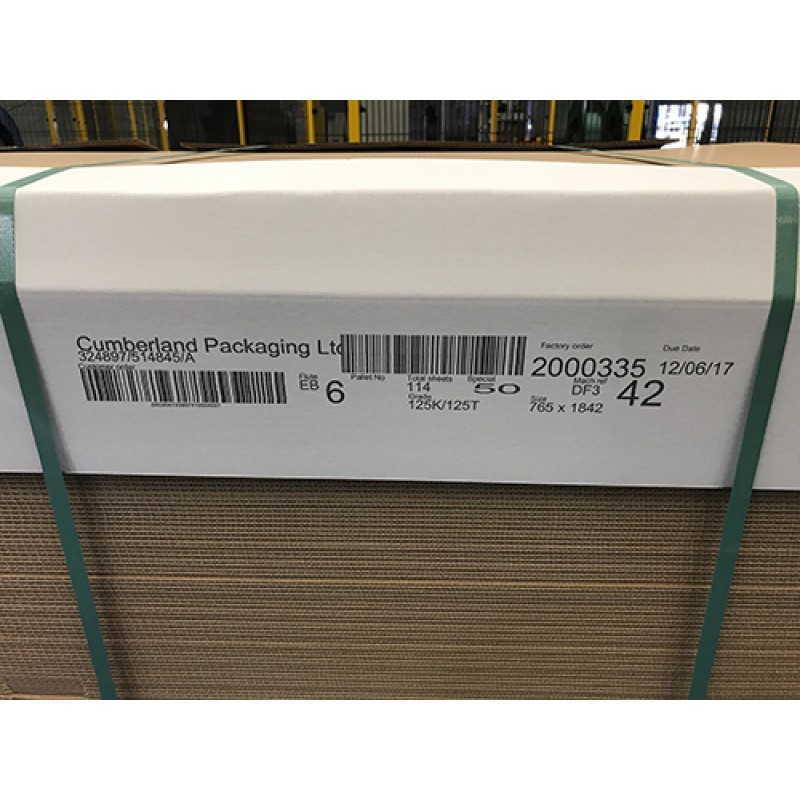 Cumberland Packaging Ltd
324897/514845/A
Customer order
Flute
EB 6
Pallet No
Total sheets
114
Special
50
Grade
125K/125T
Factory order
2000335
Due Date
12/06/17
Mach ref
DF3 42
Size
765 x 1842